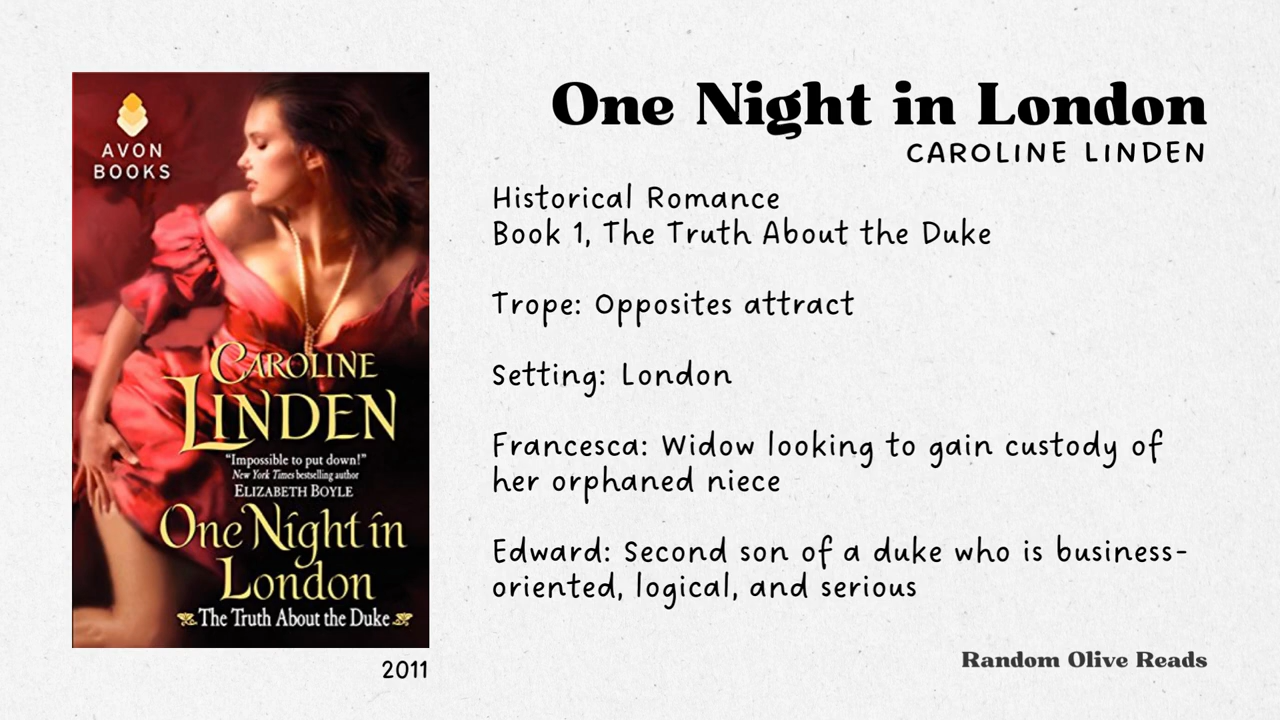 AVON
BOOKS
CAROLINE
LINDEN
"Impossible to put down!"
New York Times bestselling author
ELIZABETH BOYLE
One Night in
London
The Truth About the Duke
2011
One Night in London
CAROLINE LINDEN
Historical Romance
Book 1, The Truth About the Duke
Trope: Opposites attract
Setting: London
Francesca: Widow looking to gain custody of
her orphaned niece
Edward: Second son of a duke who is business-
oriented, logical, and serious
Random Olive Reads